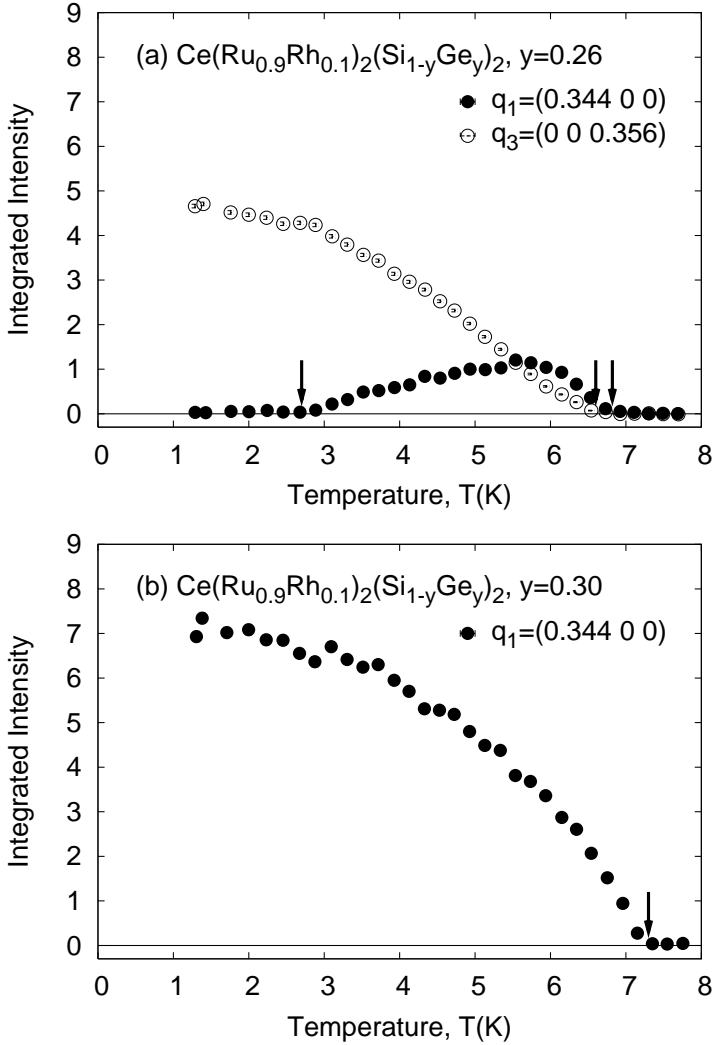 9
8
7
6
5
4
3
2
1
0
Integrated Intensity
(a) Ce(Ru0.9Rh0.1)2(Si1-yGey)2, y=0.26
q1=(0.344 0 0)
q3=(0 0 0.356)
0 1 2 3 4 5 6 7 8
Temperature, T(K)
9
8
7
6
5
4
3
2
1
0
Integrated Intensity
(b) Ce(Ru0.9Rh0.1)2(Si1-yGey)2, y=0.30
q1=(0.344 0 0)
0 1 2 3 4 5 6 7 8
Temperature, T(K)